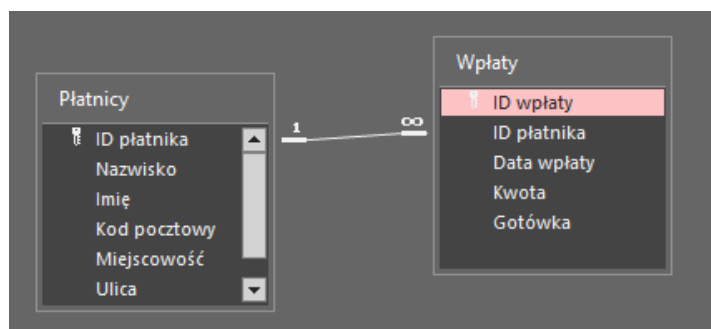 Płatnicy
ID płatnika
Nazwisko
Imię
Kod pocztowy
Miejscowość
Ulica
1
∞
Wpłaty
ID wpłaty
ID płatnika
Data wpłaty
Kwota
Gotówka